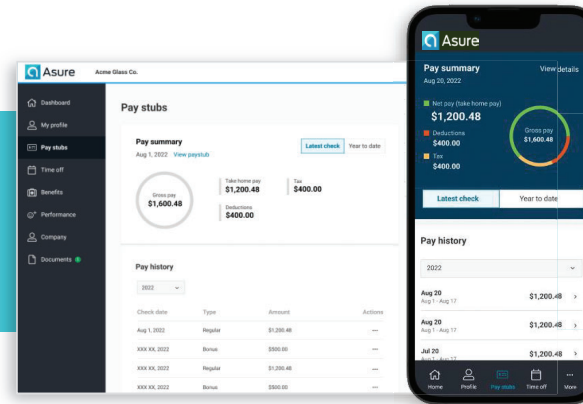 Asure
Acme Glass Co.
Dashboard
My profile
Pay stubs
Time off
Benefits
Performance
Company
Documents
Pay stubs
Pay summary
Aug 1, 2022 View paystub
Latest check Year to date
Gross pay
$1,600.48
Take home pay
$1,200.48
Tax
$400.00
Deductions
$400.00
Pay history
2022
Check date Type Amount Actions
Aug 1, 2022 Regular $1,200.48 —
XXX XX, 2022 Bonus $500.00 —
XXX XX, 2022 Regular $1,200.48 —
XXX XX, 2022 Bonus $500.00 —
Asure
Pay summary View details
Aug 20, 2022
Net pay (take home pay)
$1,200.48
Deductions
$400.00
Tax
$400.00
Gross pay
$1,600.48
Latest check Year to date
Pay history
2022
Aug 20
Aug 1 - Aug 17
$1,200.48
Aug 20
Aug 1 - Aug 17
$1,200.48
Jul 20
Aug 1 - Aug 17
$1,200.48
Home Profile Pay stubs Time off More